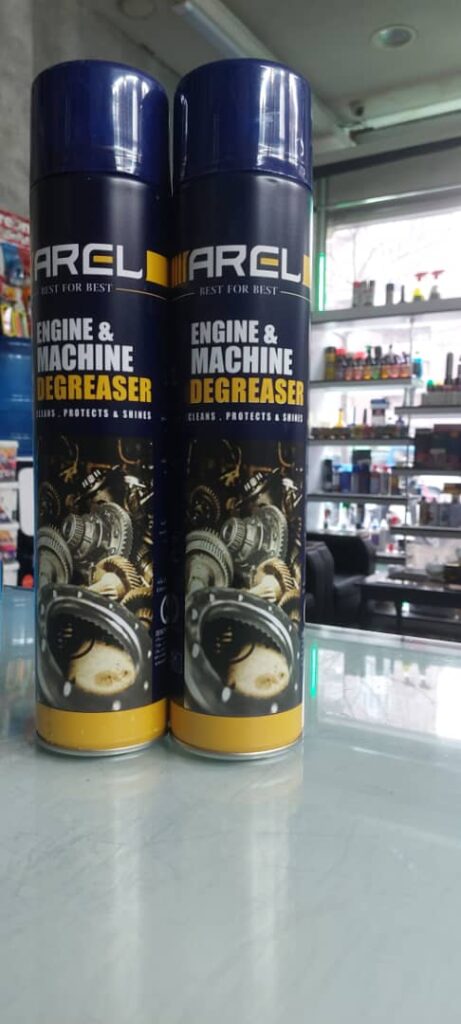 AREL
BEST FOR BEST
ENGINE &
MACHINE
DEGREASER
CLEANS , PROTECTS & SHINES
AREL
BEST FOR BEST
ENGINE &
MACHINE
DEGREASER
CLEANS , PROTECTS & SHINES